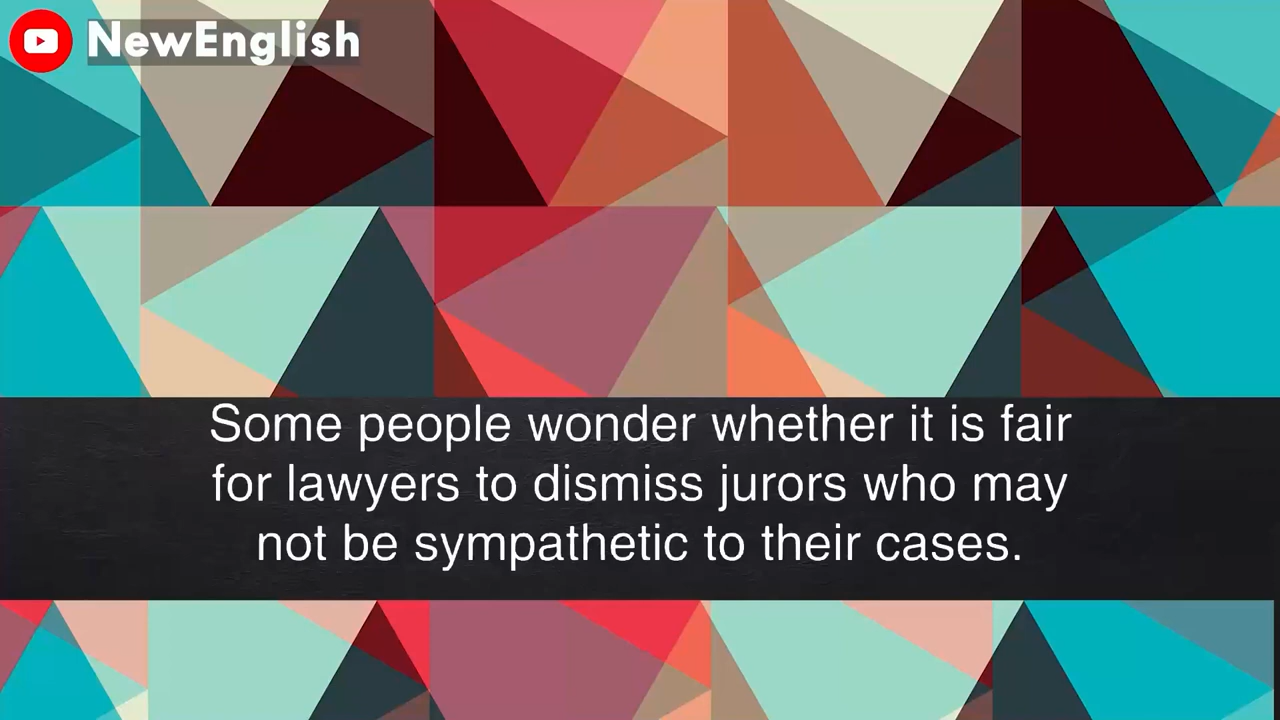 NewEnglish
Some people wonder whether it is fair
for lawyers to dismiss jurors who may
not be sympathetic to their cases.